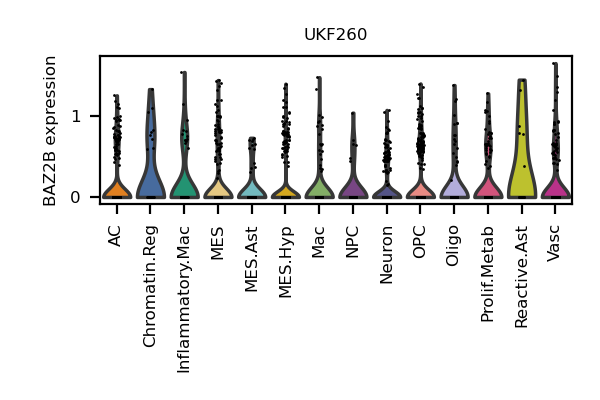 UKF260
BAZ2B expression
1
0
AC
Chromatin.Reg
Inflammatory.Mac
MES
MES.Ast
MES.Hyp
Mac
NPC
Neuron
OPC
Oligo
Prolif.Metab
Reactive.Ast
Vasc